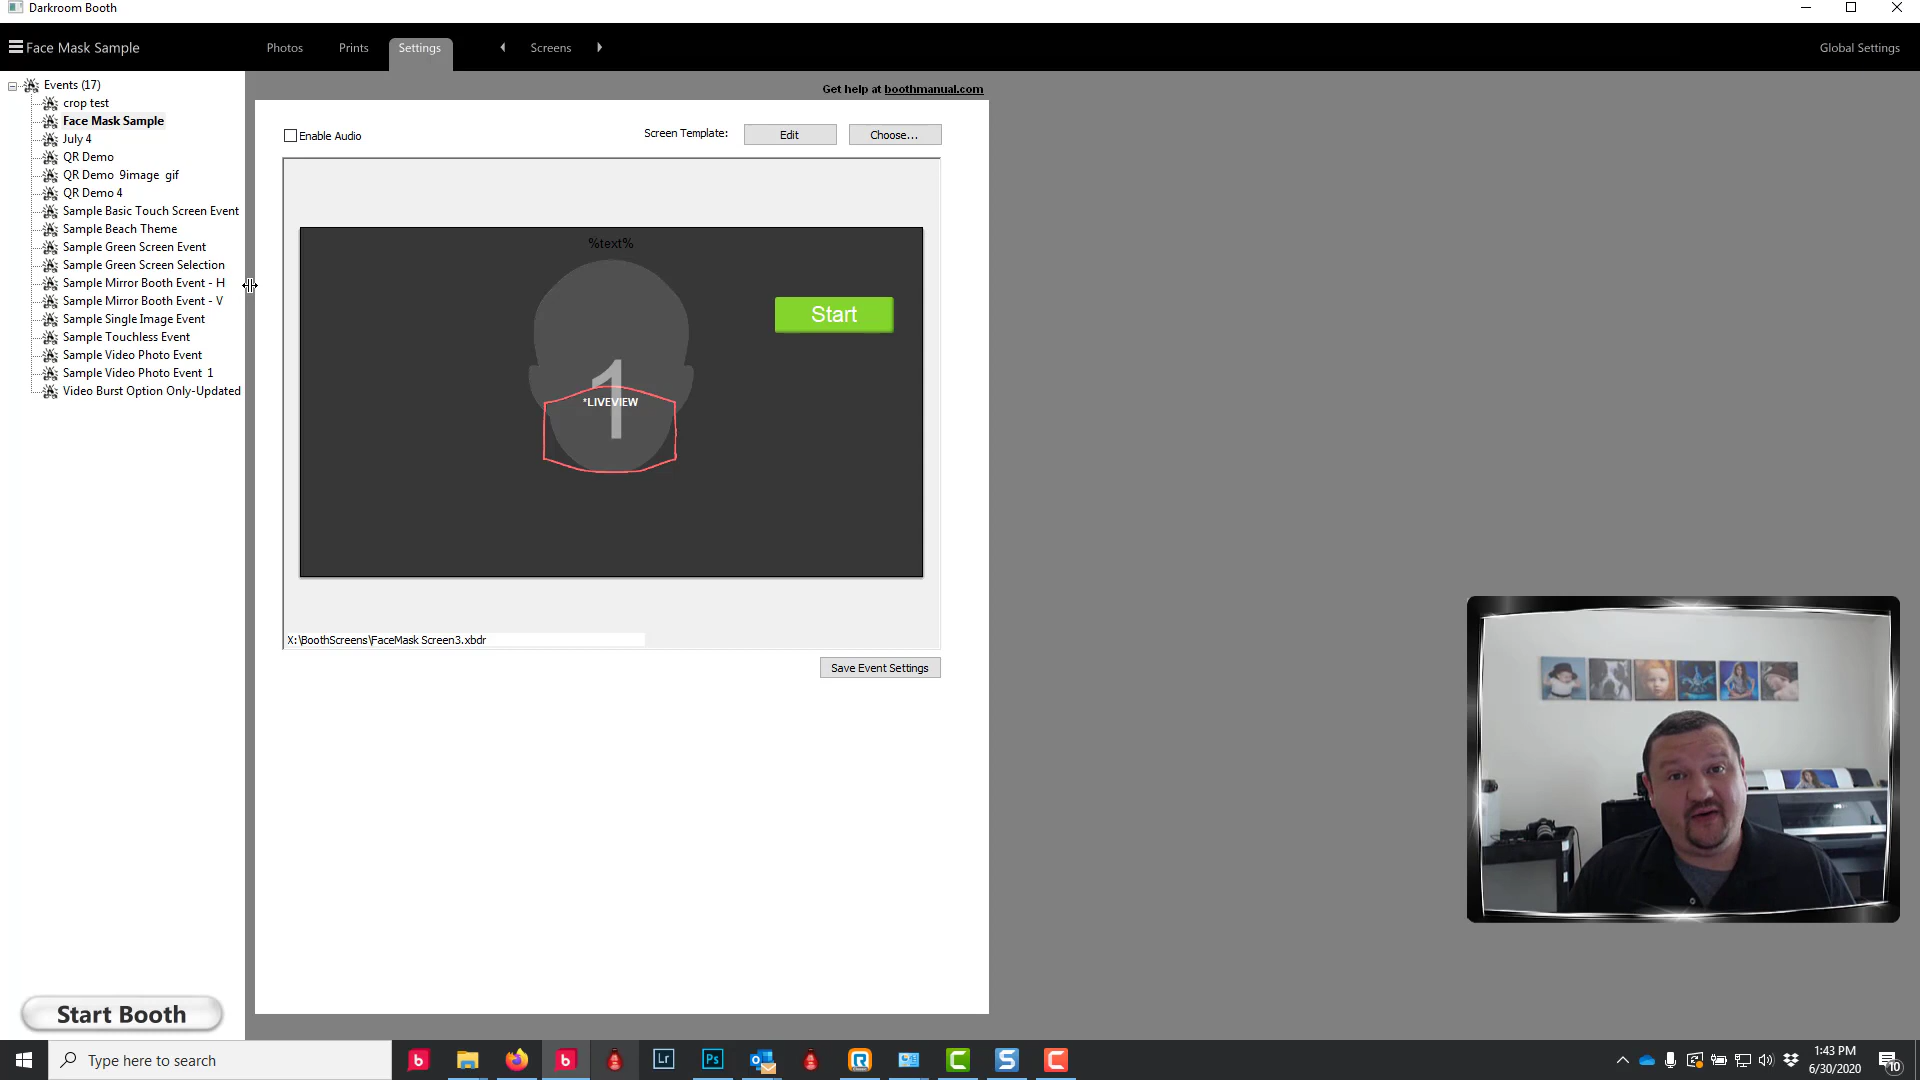 Darkroom Booth
Face Mask Sample
Photos
Prints
Settings
Screens
Global Settings
Events (17)
crop test
Face Mask Sample
July 4
QR Demo
QR Demo 9image gif
QR Demo 4
Sample Basic Touch Screen Event
Sample Beach Theme
Sample Green Screen Event
Sample Green Screen Selection
Sample Mirror Booth Event - H
Sample Mirror Booth Event - V
Sample Single Image Event
Sample Touchless Event
Sample Video Photo Event
Sample Video Photo Event 1
Video Burst Option Only-Updated
Start Booth
Get help at boothmanual.com
Enable Audio
Screen Template:
Edit
Choose...
%text%
Start
1
*LIVEVIEW
X:\BoothScreens\FaceMask Screen3.xbdr
Save Event Settings
Type here to search
b
b
Lr
Ps
R
C
S
C
1:43 PM
6/30/2020
10